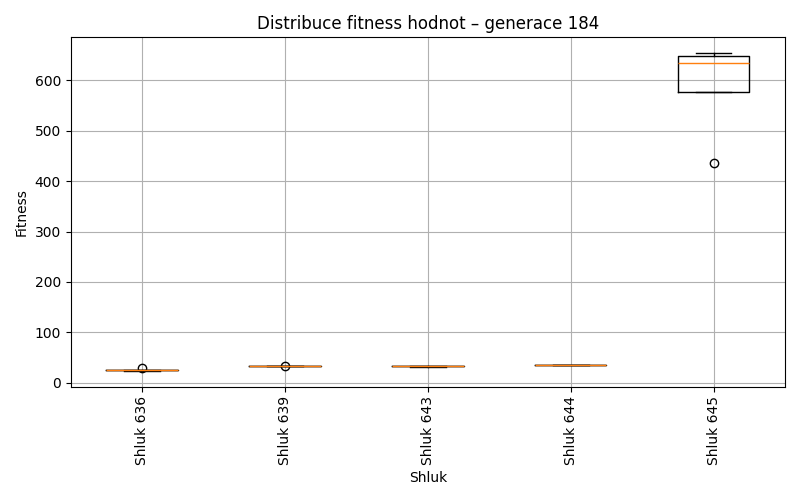 Distribuce fitness hodnot – generace 184
Fitness
600
500
400
300
200
100
0
Shluk 636
Shluk 639
Shluk 643
Shluk 644
Shluk 645
Shluk